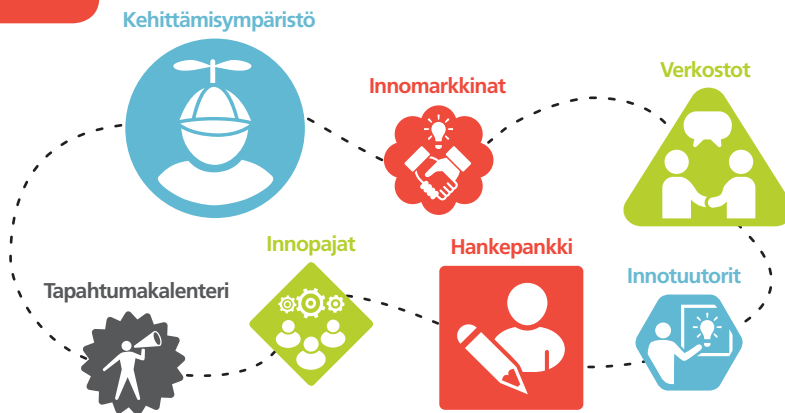 Kehittämisympäristö
Innomarkkinat
Verkostot
Innopajat
Hankepankki
Innotuutorit
Tapahtumakalenteri